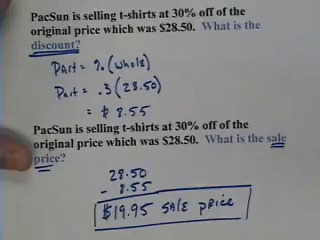 PacSun is selling t-shirts at 30% off of the
original price which was $28.50. What is the
discount?
Part = % (whole)
Part = .3 (28.50)
= $ 8.55
PacSun is selling t-shirts at 30% off of the
original price which was $28.50. What is the sale
price?
28.50
- 8.55
$19.95 sale price